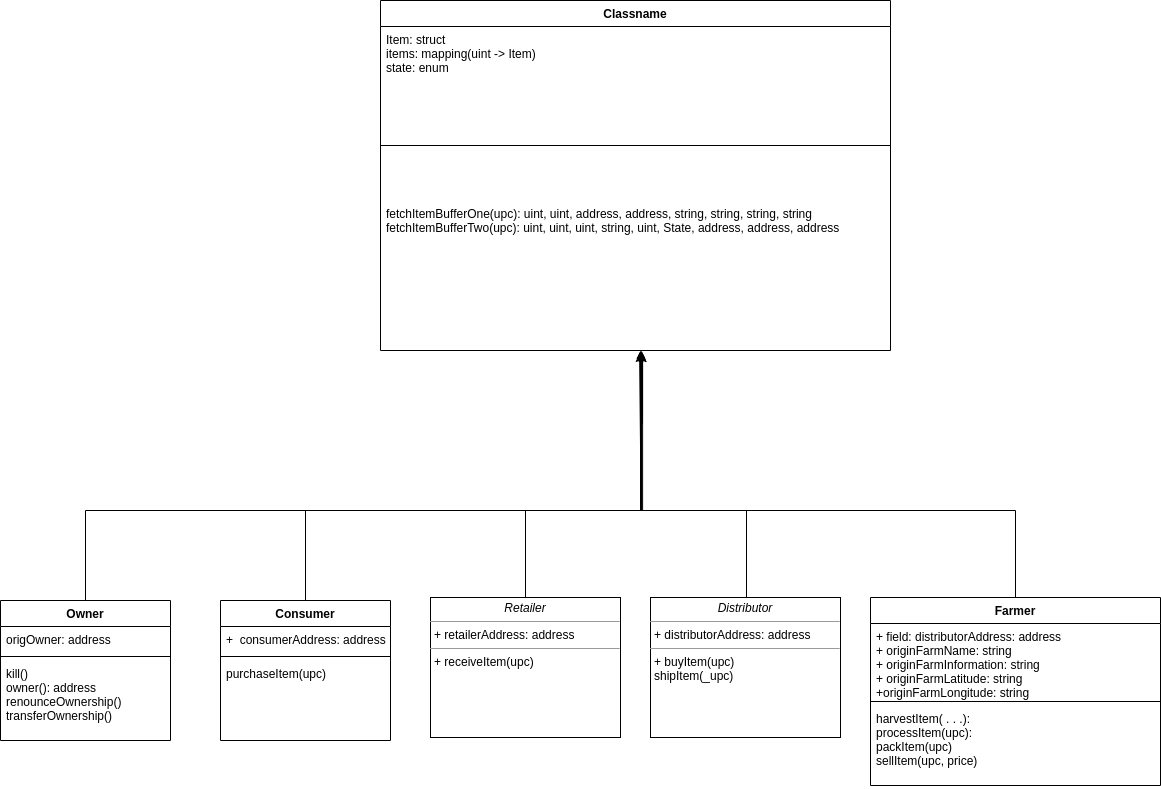 Classname
Item: struct
items: mapping(uint -> Item)
state: enum
fetchItemBufferOne(upc): uint, uint, address, address, string, string, string, string
fetchItemBufferTwo(upc): uint, uint, uint, string, uint, State, address, address, address
Owner
origOwner: address
kill()
owner(): address
renounceOwnership()
transferOwnership()
Consumer
+  consumerAddress: address
purchaseItem(upc)
Retailer
+ retailerAddress: address
+ receiveItem(upc)
Distributor
+ distributorAddress: address
+ buyItem(upc)
shipItem(_upc)
Farmer
+ field: distributorAddress: address
+ originFarmName: string
+ originFarmInformation: string
+ originFarmLatitude: string
+originFarmLongitude: string
harvestItem( . . .):
processItem(upc):
packItem(upc)
sellItem(upc, price)